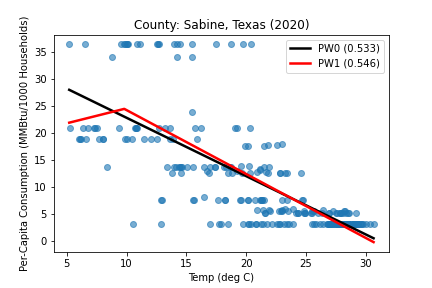 County: Sabine, Texas (2020)
PW0 (0.533)
PW1 (0.546)
Per-Capita Consumption (MMBtu/1000 Households)
35
30
25
20
15
10
5
0
5
10
15
20
25
30
Temp (deg C)